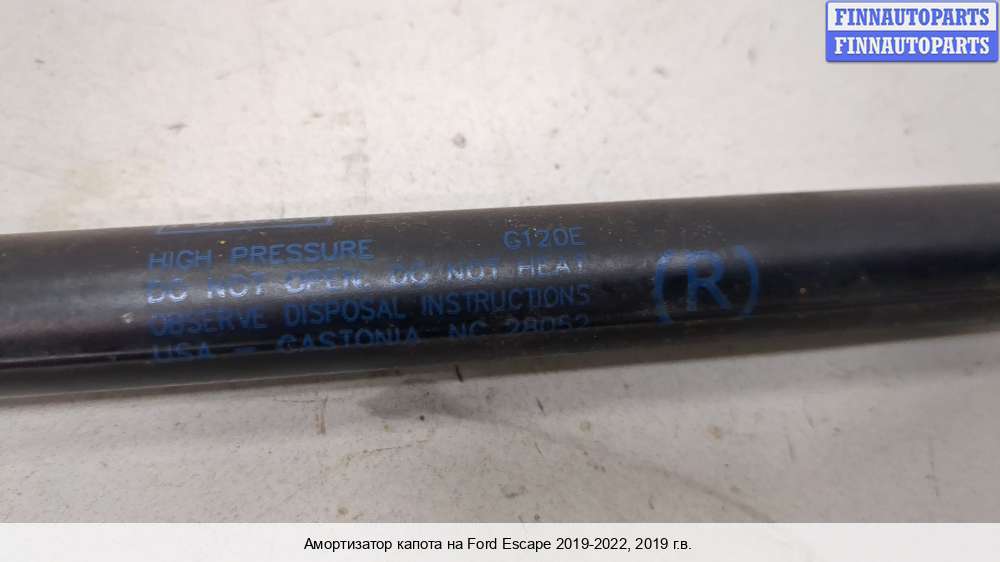 FINNAUTOPARTS
FINNAUTOPARTS
HIGH PRESSURE G120E
DO NOT OPEN. DO NOT HEAT
OBSERVE DISPOSAL INSTRUCTIONS
USA - GASTONIA NC 28052
(R)
Амортизатор капота на Ford Escape 2019-2022, 2019 г.в.